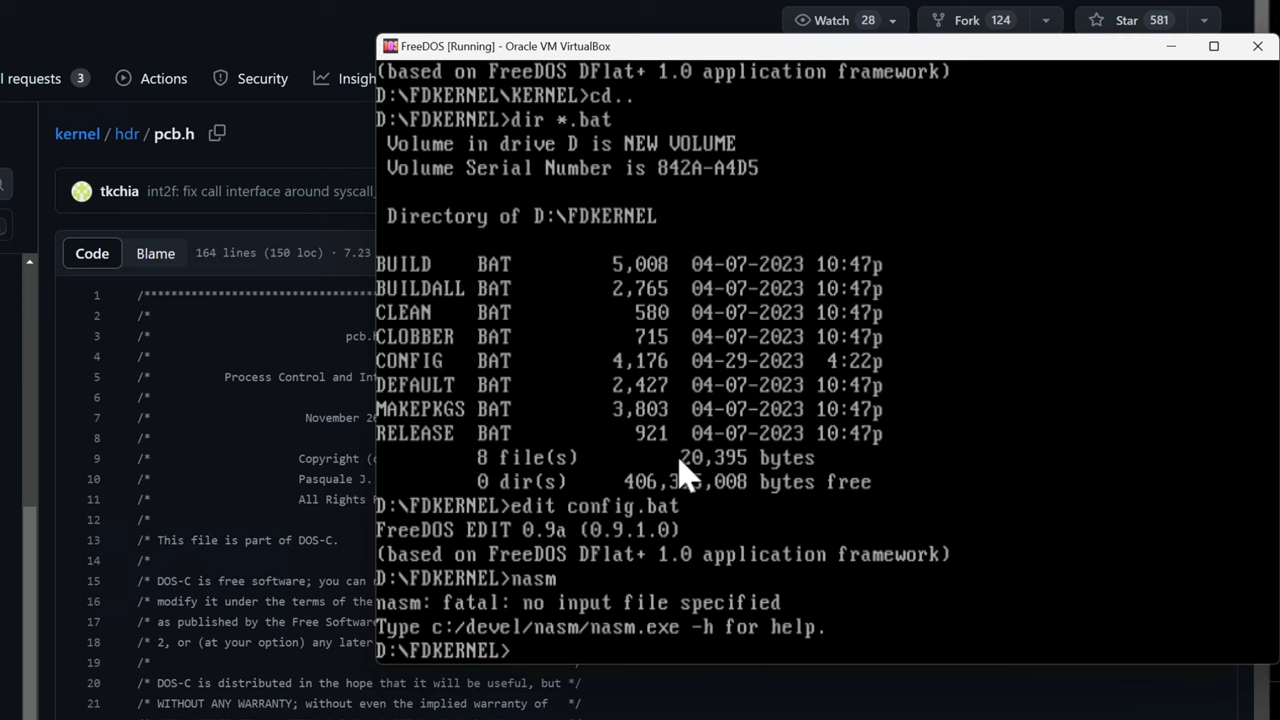 Watch 28
Fork 124
Star 581
FreeDOS [Running] - Oracle VM VirtualBox
requests 3
Actions
Security
kernel / hdr / pcb.h
tkchia int2f: fix call interface around syscall_
Code
Blame
164 lines (150 loc) · 7.23
1 /****************************************
2 /*
3 /* pcb.h
4 /*
5 /* Process Control and
6 /*
7 /* November
8 /*
9 /* Copyright (c
10 /* Pasquale J.
11 /* All Rights
12 /*
13 /* This file is part of DOS-C.
14 /*
15 /* DOS-C is free software; you can
16 /* modify it under the terms of the
17 /* as published by the Free Software
18 /* 2, or (at your option) any later
19 /*
20 /* DOS-C is distributed in the hope that it will be useful, but */
21 /* WITHOUT ANY WARRANTY; without even the implied warranty of */
(based on FreeDOS DFlat+ 1.0 application framework)
D:\FDKERNEL\KERNEL>cd..
D:\FDKERNEL>dir *.bat
Volume in drive D is NEW VOLUME
Volume Serial Number is 842A-A4D5
Directory of D:\FDKERNEL
BUILD BAT 5,008 04-07-2023 10:47p
BUILDALL BAT 2,765 04-07-2023 10:47p
CLEAN BAT 580 04-07-2023 10:47p
CLOBBER BAT 715 04-07-2023 10:47p
CONFIG BAT 4,176 04-29-2023 4:22p
DEFAULT BAT 2,427 04-07-2023 10:47p
MAKEPKGS BAT 3,803 04-07-2023 10:47p
RELEASE BAT 921 04-07-2023 10:47p
8 file(s) 20,395 bytes
0 dir(s) bytes free
D:\FDKERNEL>edit config.bat
FreeDOS EDIT 0.9a (0.9.1.0)
(based on FreeDOS DFlat+ 1.0 application framework)
D:\FDKERNEL>nasm
nasm: fatal: no input file specified
Type c:/devel/nasm/nasm.exe -h for help.
D:\FDKERNEL>